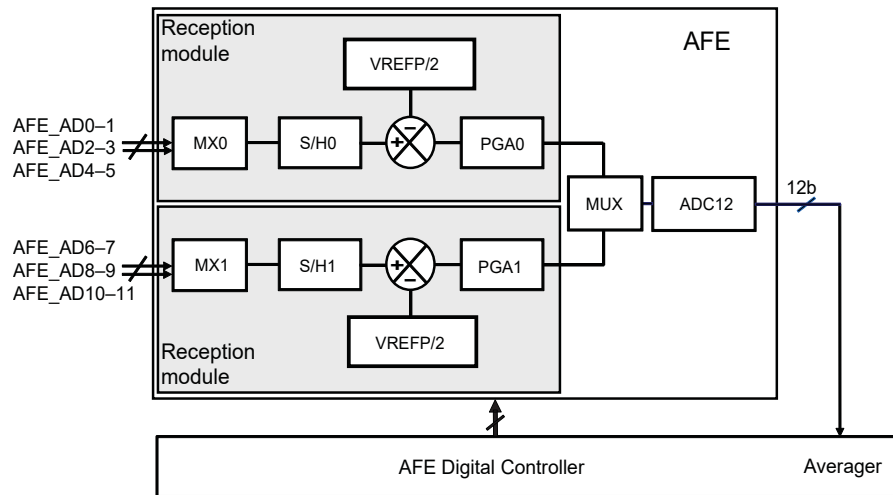 Reception
module
AFE
VREFP/2
AFE_AD0–1
AFE_AD2–3
AFE_AD4–5
MX0
S/H0
−
+
PGA0
MUX
ADC12
12b
AFE_AD6–7
AFE_AD8–9
AFE_AD10–11
MX1
S/H1
+
−
PGA1
VREFP/2
Reception
module
AFE Digital Controller
Averager